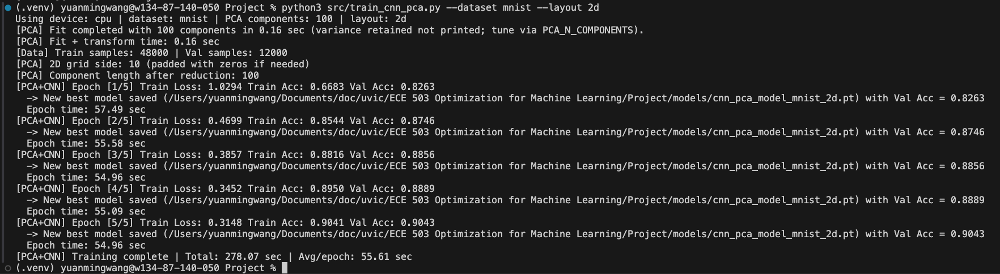 (.venv) yuanmingwang@w134-87-140-050 Project % python3 src/train_cnn_pca.py --dataset mnist --layout 2d
Using device: cpu | dataset: mnist | PCA components: 100 | layout: 2d
[PCA] Fit completed with 100 components in 0.16 sec (variance retained not printed; tune via PCA_N_COMPONENTS).
[PCA] Fit + transform time: 0.16 sec
[Data] Train samples: 48000 | Val samples: 12000
[PCA] 2D grid side: 10 (padded with zeros if needed)
[PCA] Component length after reduction: 100
[PCA+CNN] Epoch [1/5] Train Loss: 1.0294 Train Acc: 0.6683 Val Acc: 0.8263
  -> New best model saved (/Users/yuanmingwang/Documents/doc/uvic/ECE 503 Optimization for Machine Learning/Project/models/cnn_pca_model_mnist_2d.pt) with Val Acc = 0.8263
  Epoch time: 57.49 sec
[PCA+CNN] Epoch [2/5] Train Loss: 0.4699 Train Acc: 0.8544 Val Acc: 0.8746
  -> New best model saved (/Users/yuanmingwang/Documents/doc/uvic/ECE 503 Optimization for Machine Learning/Project/models/cnn_pca_model_mnist_2d.pt) with Val Acc = 0.8746
  Epoch time: 55.58 sec
[PCA+CNN] Epoch [3/5] Train Loss: 0.3857 Train Acc: 0.8816 Val Acc: 0.8856
  -> New best model saved (/Users/yuanmingwang/Documents/doc/uvic/ECE 503 Optimization for Machine Learning/Project/models/cnn_pca_model_mnist_2d.pt) with Val Acc = 0.8856
  Epoch time: 54.96 sec
[PCA+CNN] Epoch [4/5] Train Loss: 0.3452 Train Acc: 0.8950 Val Acc: 0.8889
  -> New best model saved (/Users/yuanmingwang/Documents/doc/uvic/ECE 503 Optimization for Machine Learning/Project/models/cnn_pca_model_mnist_2d.pt) with Val Acc = 0.8889
  Epoch time: 55.09 sec
[PCA+CNN] Epoch [5/5] Train Loss: 0.3148 Train Acc: 0.9041 Val Acc: 0.9043
  -> New best model saved (/Users/yuanmingwang/Documents/doc/uvic/ECE 503 Optimization for Machine Learning/Project/models/cnn_pca_model_mnist_2d.pt) with Val Acc = 0.9043
  Epoch time: 54.96 sec
[PCA+CNN] Training complete | Total: 278.07 sec | Avg/epoch: 55.61 sec
(.venv) yuanmingwang@w134-87-140-050 Project %